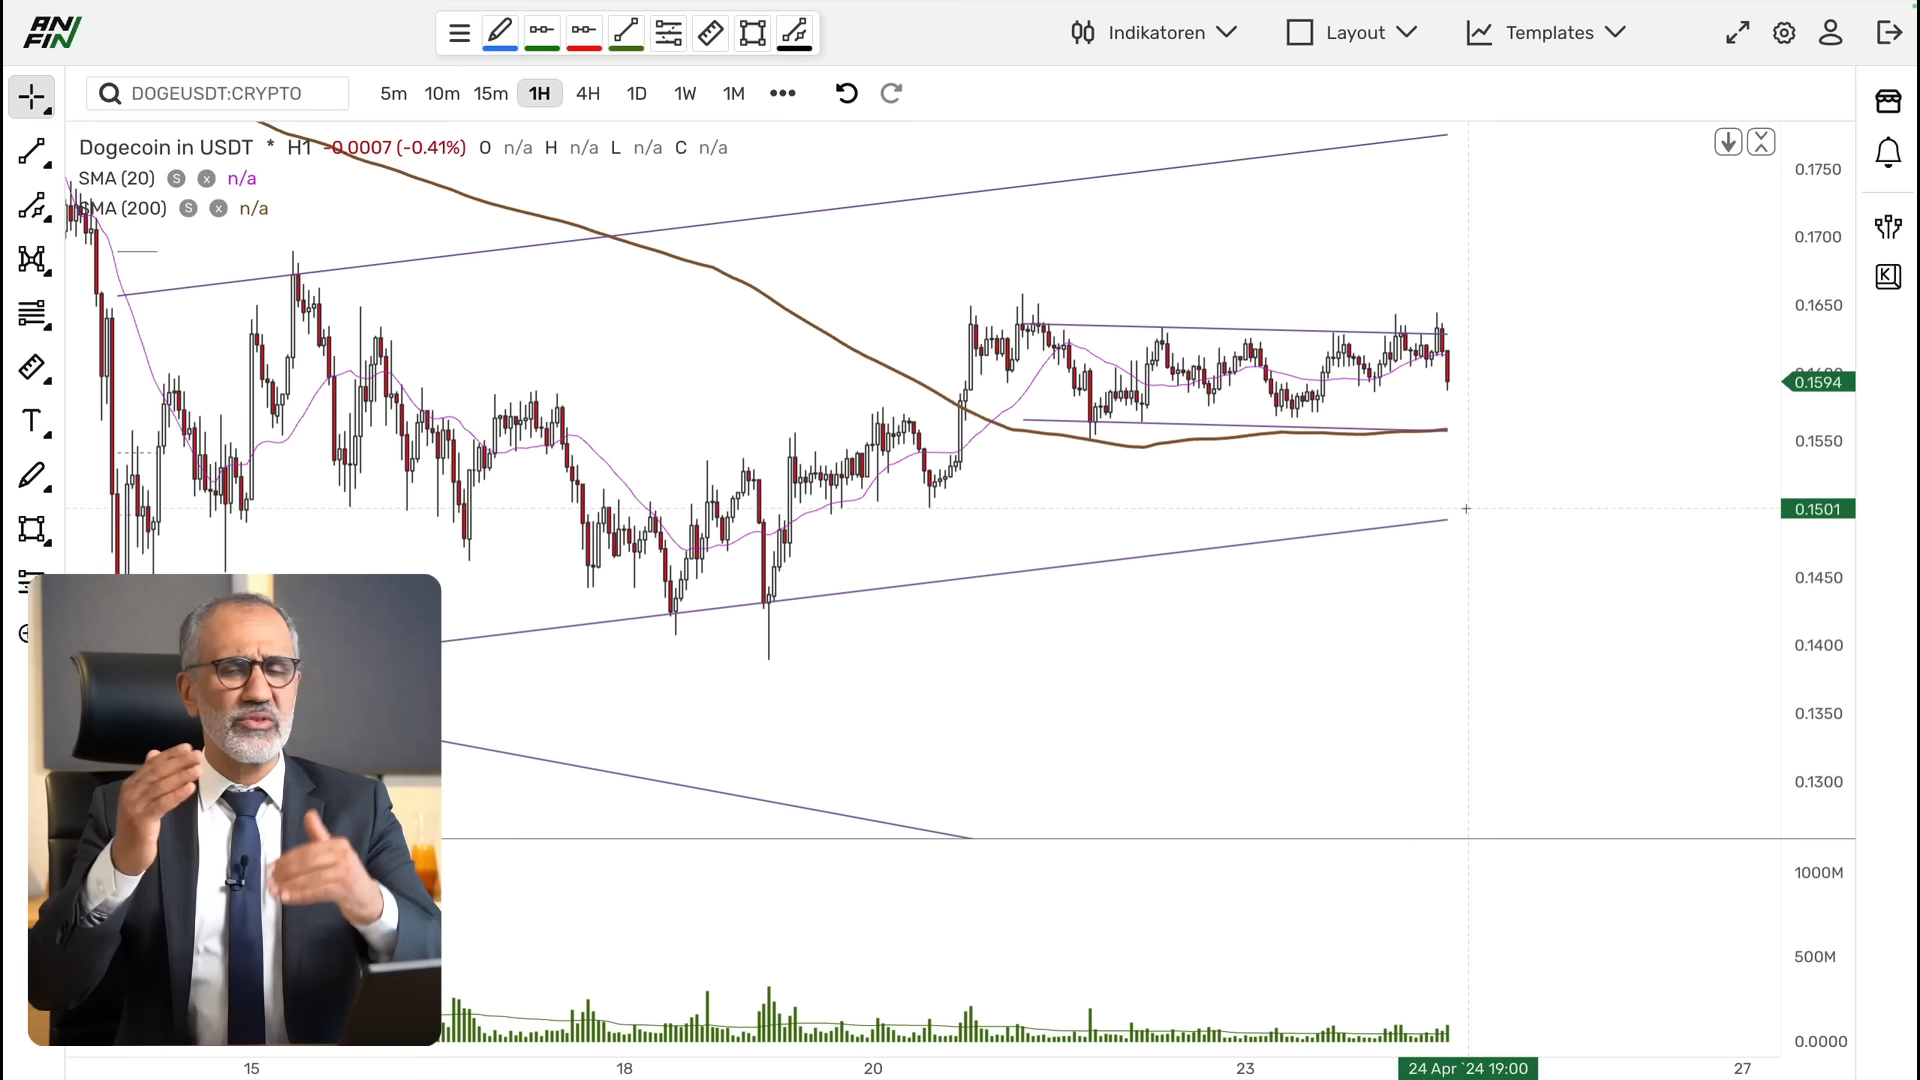 ANFIN
Indikatoren
Layout
Templates
DOGEUSDT:CRYPTO
5m 10m 15m 1H 4H 1D 1W 1M •••
Dogecoin in USDT * H1 -0.0007 (-0.41%) O n/a H n/a L n/a C n/a
SMA (20) S x n/a
SMA (200) S x n/a
T
K
0.1750
0.1700
0.1650
0.1594
0.1550
0.1501
0.1450
0.1400
0.1350
0.1300
1000M
500M
0.0000
15 18 20 23 24 Apr `24 19:00 27